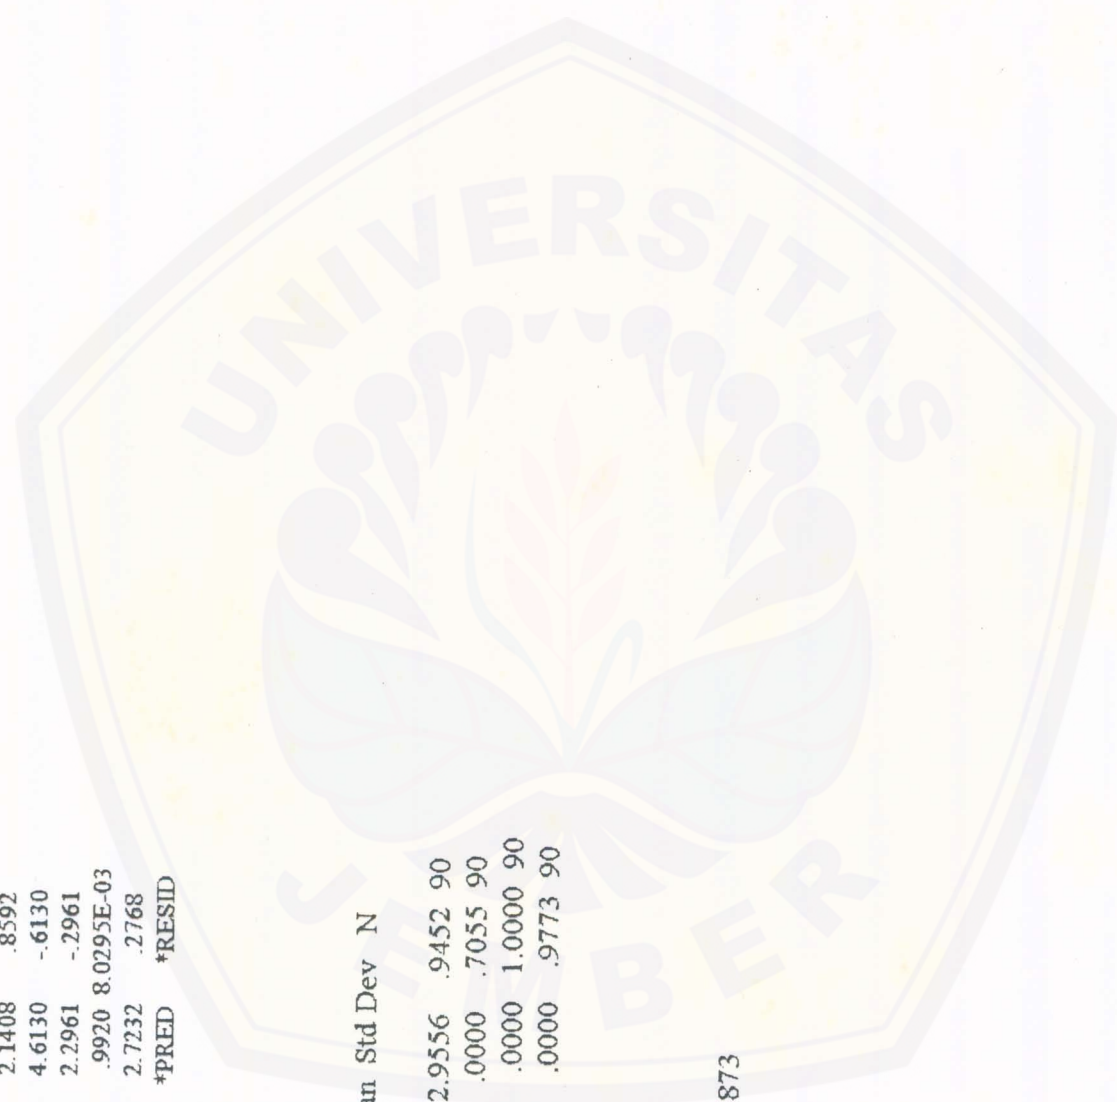 2.1408 .8592
4.6130 -.6130
2.2961 -.2961
.9920 8.0295E-03
2.7232 .2768
*PRED *RESID
Std Dev N
2.9556 .9452 90
.0000 .7055 90
.0000 1.0000 90
.0000 .9773 90
873
UNIVERSITAS
JEMBER